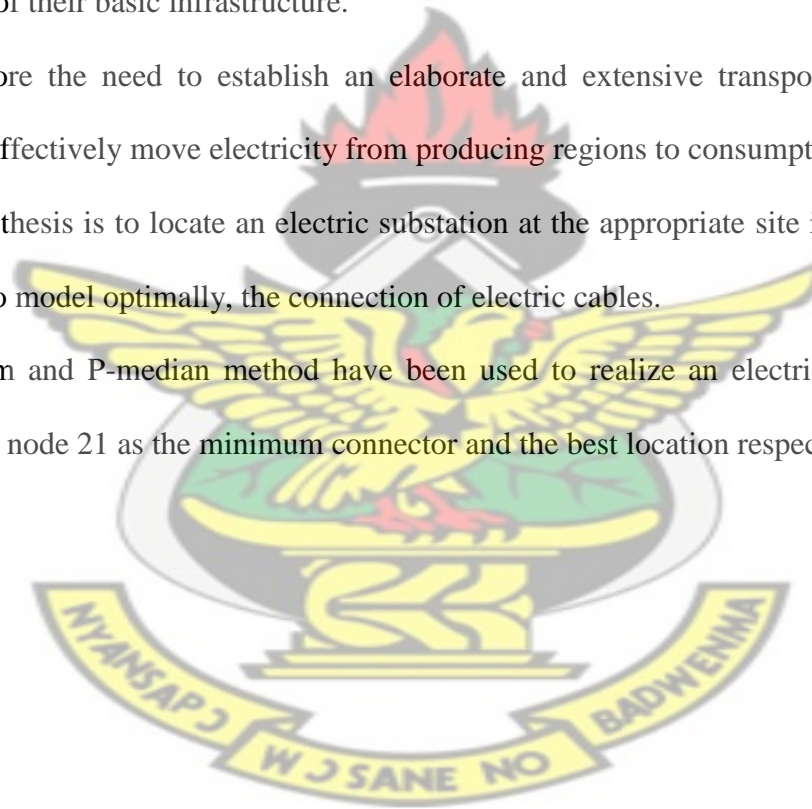 of their basic infrastructure.
ore the need to establish an elaborate and extensive transpo
ffectively move electricity from producing regions to consumpt
thesis is to locate an electric substation at the appropriate site i
o model optimally, the connection of electric cables.
m and P-median method have been used to realize an electri
node 21 as the minimum connector and the best location respec
NYANSAPƆ WƆSANE NO BADWENMA